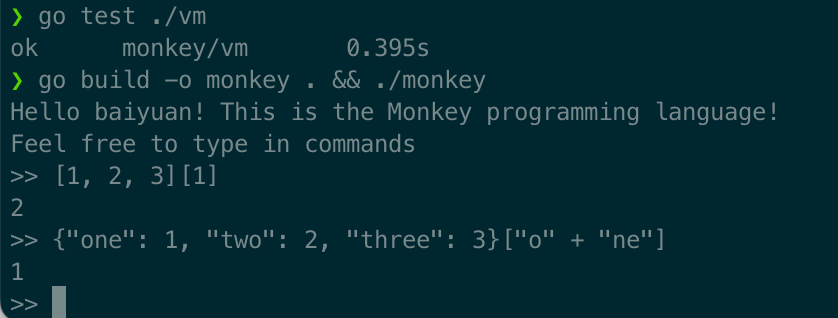 ❯ go test ./vm
ok      monkey/vm       0.395s
❯ go build -o monkey . && ./monkey
Hello baiyuan! This is the Monkey programming language!
Feel free to type in commands
>> [1, 2, 3][1]
2
>> {"one": 1, "two": 2, "three": 3}["o" + "ne"]
1
>>